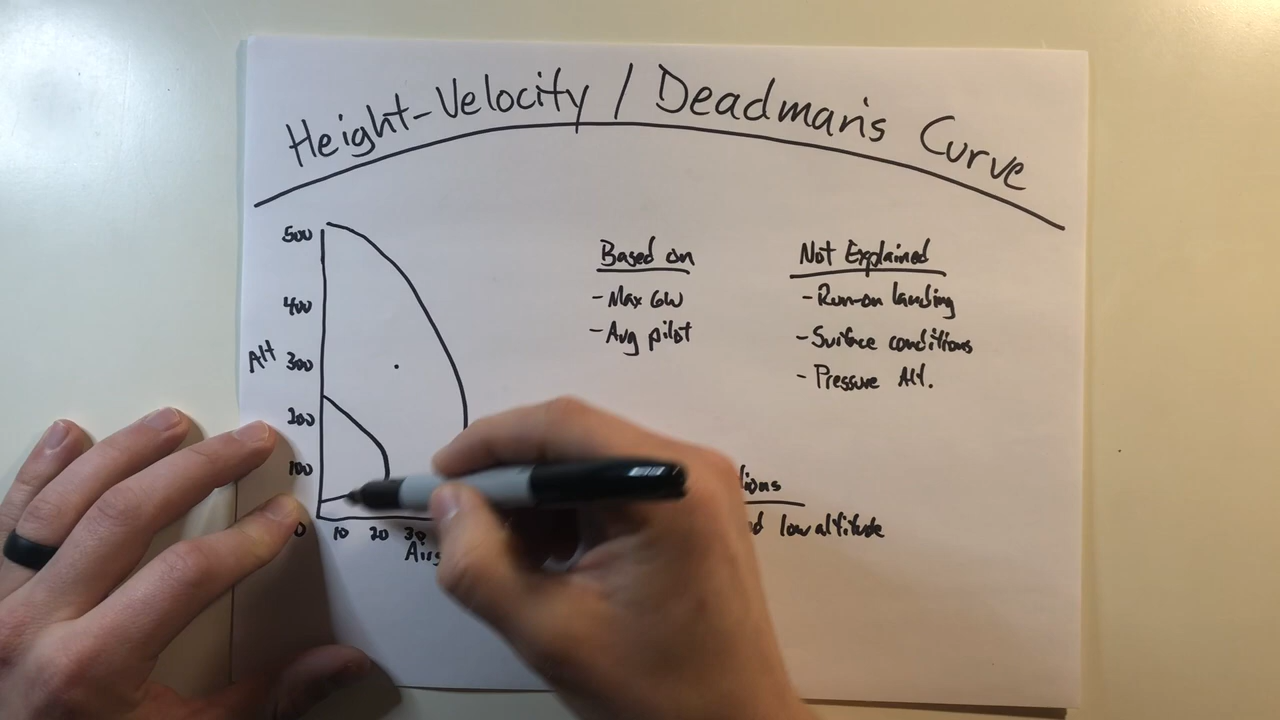 Height-Velocity / Deadman's Curve
500
400
Alt 300
200
100
0 10 20 30
Based on
- Max GW
- Avg pilot
Not Explained
- Run-on landing
- Surface conditions
- Pressure Alt.
low altitude